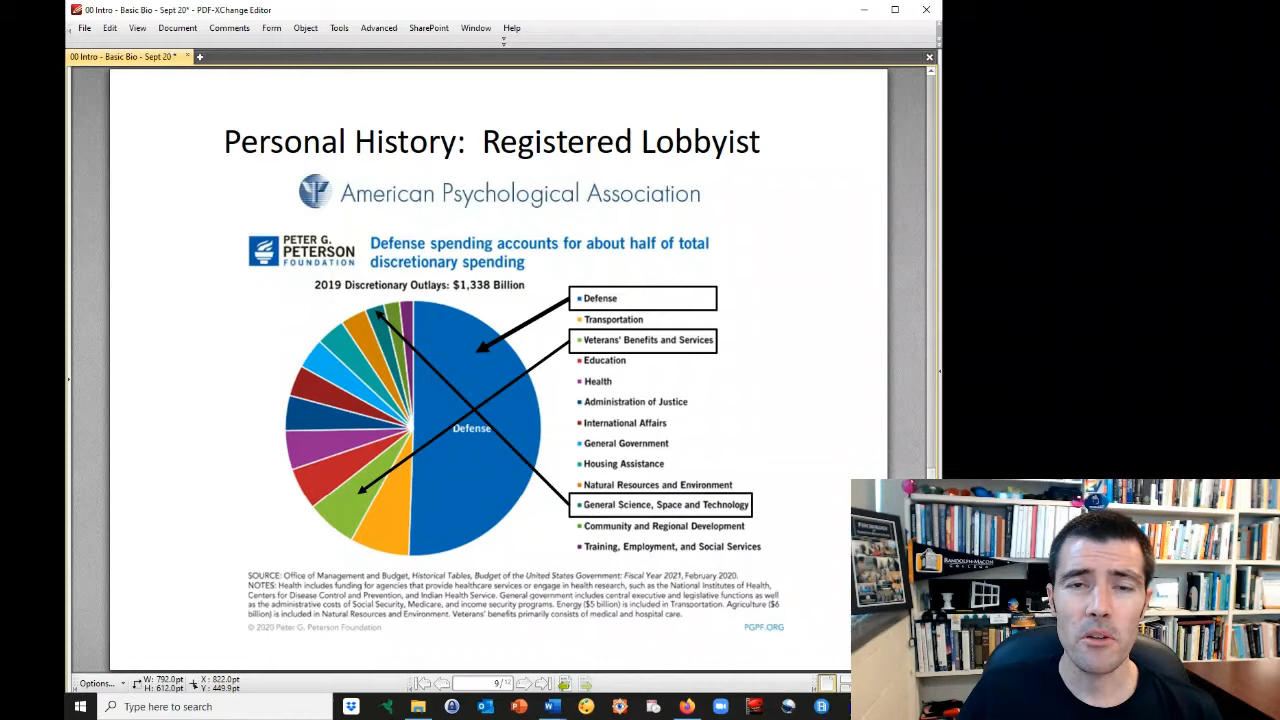 00 Intro - Basic Bio - Sept 20* - PDF-XChange Editor
File Edit View Document Comments Form Object Tools Advanced SharePoint Window Help
00 Intro - Basic Bio - Sept 20 *
Personal History: Registered Lobbyist
American Psychological Association
PETER G.
PETERSON
FOUNDATION
Defense spending accounts for about half of total
discretionary spending
2019 Discretionary Outlays: $1,338 Billion
Defense
Defense
Transportation
Veterans' Benefits and Services
Education
Health
Administration of Justice
International Affairs
General Government
Housing Assistance
Natural Resources and Environment
General Science, Space and Technology
Community and Regional Development
Training, Employment, and Social Services
SOURCE: Office of Management and Budget, Historical Tables, Budget of the United States Government: Fiscal Year 2021, February 2020.
NOTES: Health includes funding for agencies that provide healthcare services or engage in health research, such as the National Institutes of Health,
Centers for Disease Control and Prevention, and Indian Health Service. General government includes central executive and legislative functions as well
as the administrative costs of Social Security, Medicare, and income security programs. Energy ($5 billion) is included in Transportation. Agriculture ($6
billion) is included in Natural Resources and Environment. Veterans' benefits primarily consists of medical and hospital care.
© 2020 Peter G. Peterson Foundation
PGPF.ORG
Options...
W: 792.0pt
H: 612.0pt
X: 822.0pt
Y: 449.9pt
9/12
Type here to search
RANDOLPH-MACON
COLLEGE